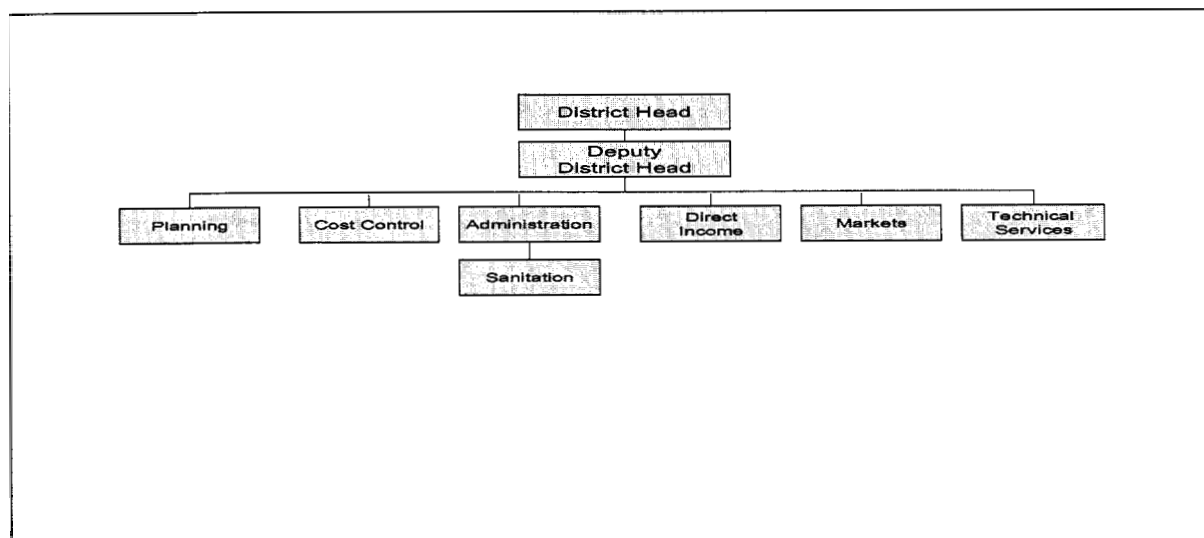 District Head
Deputy
District Head
Planning
Cost Control
Administration
Direct
Income
Markets
Technical
Services
Sanitation